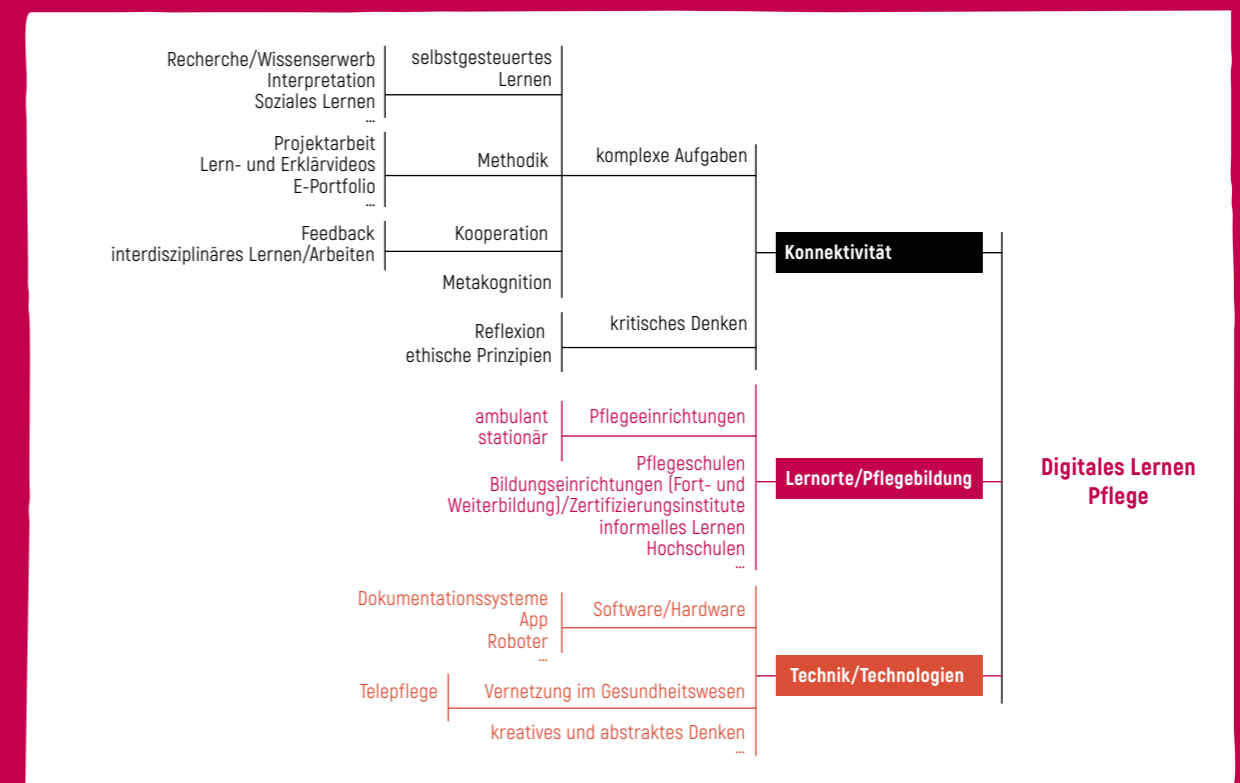 Recherche/Wissenserwerb
Interpretation
Soziales Lernen
...
selbstgesteuertes
Lernen
Projektarbeit
Lern- und Erklärvideos
E-Portfolio
...
Methodik
komplexe Aufgaben
Feedback
interdisziplinäres Lernen/Arbeiten
Kooperation
Metakognition
Konnektivität
Reflexion
ethische Prinzipien
kritisches Denken
ambulant
stationär
Pflegeeinrichtungen
Pflegeschulen
Bildungseinrichtungen (Fort- und
Weiterbildung)/Zertifizierungsinstitute
informelles Lernen
Hochschulen
...
Lernorte/Pflegebildung
Digitales Lernen
Pflege
Dokumentationssysteme
App
Roboter
...
Software/Hardware
Technik/Technologien
Telepflege
Vernetzung im Gesundheitswesen
kreatives und abstraktes Denken
...